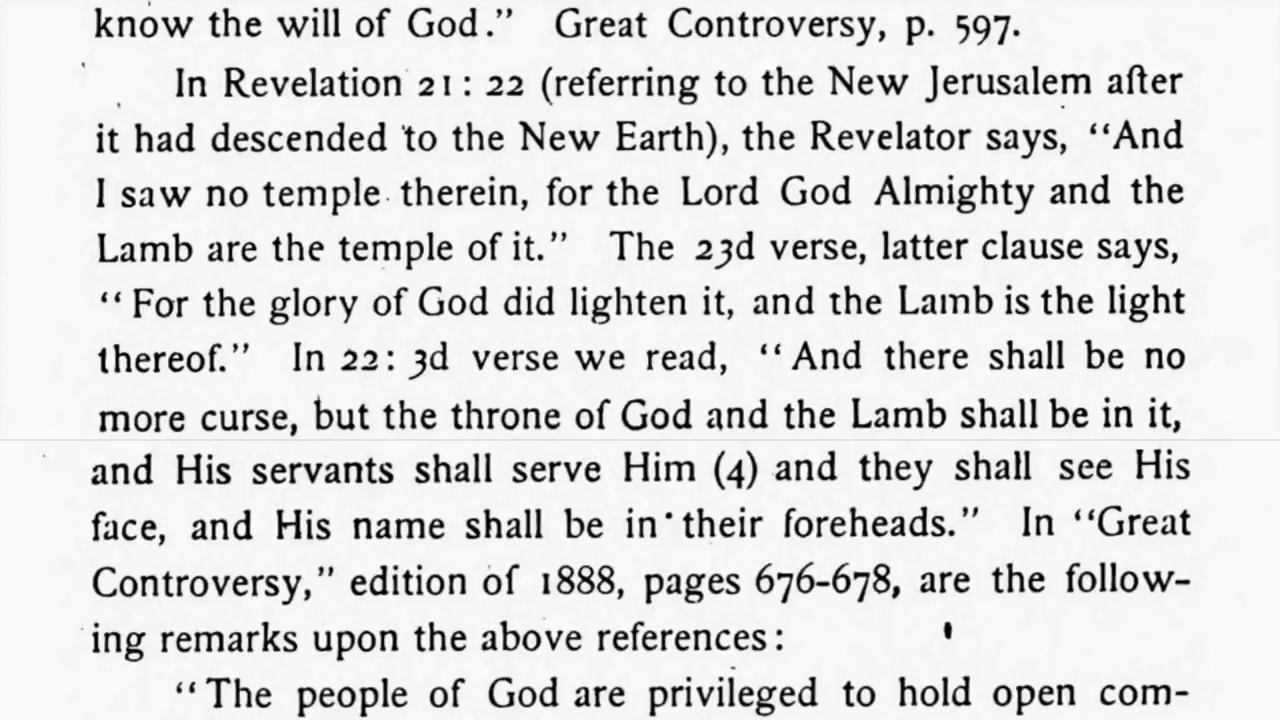 know the will of God.” Great Controversy, p. 597.
In Revelation 21: 22 (referring to the New Jerusalem after
it had descended to the New Earth), the Revelator says, “And
I saw no temple therein, for the Lord God Almighty and the
Lamb are the temple of it.” The 23d verse, latter clause says,
“For the glory of God did lighten it, and the Lamb is the light
thereof.” In 22: 3d verse we read, “And there shall be no
more curse, but the throne of God and the Lamb shall be in it,
and His servants shall serve Him (4) and they shall see His
face, and His name shall be in their foreheads.” In “Great
Controversy,” edition of 1888, pages 676-678, are the follow-
ing remarks upon the above references:
“The people of God are privileged to hold open com-